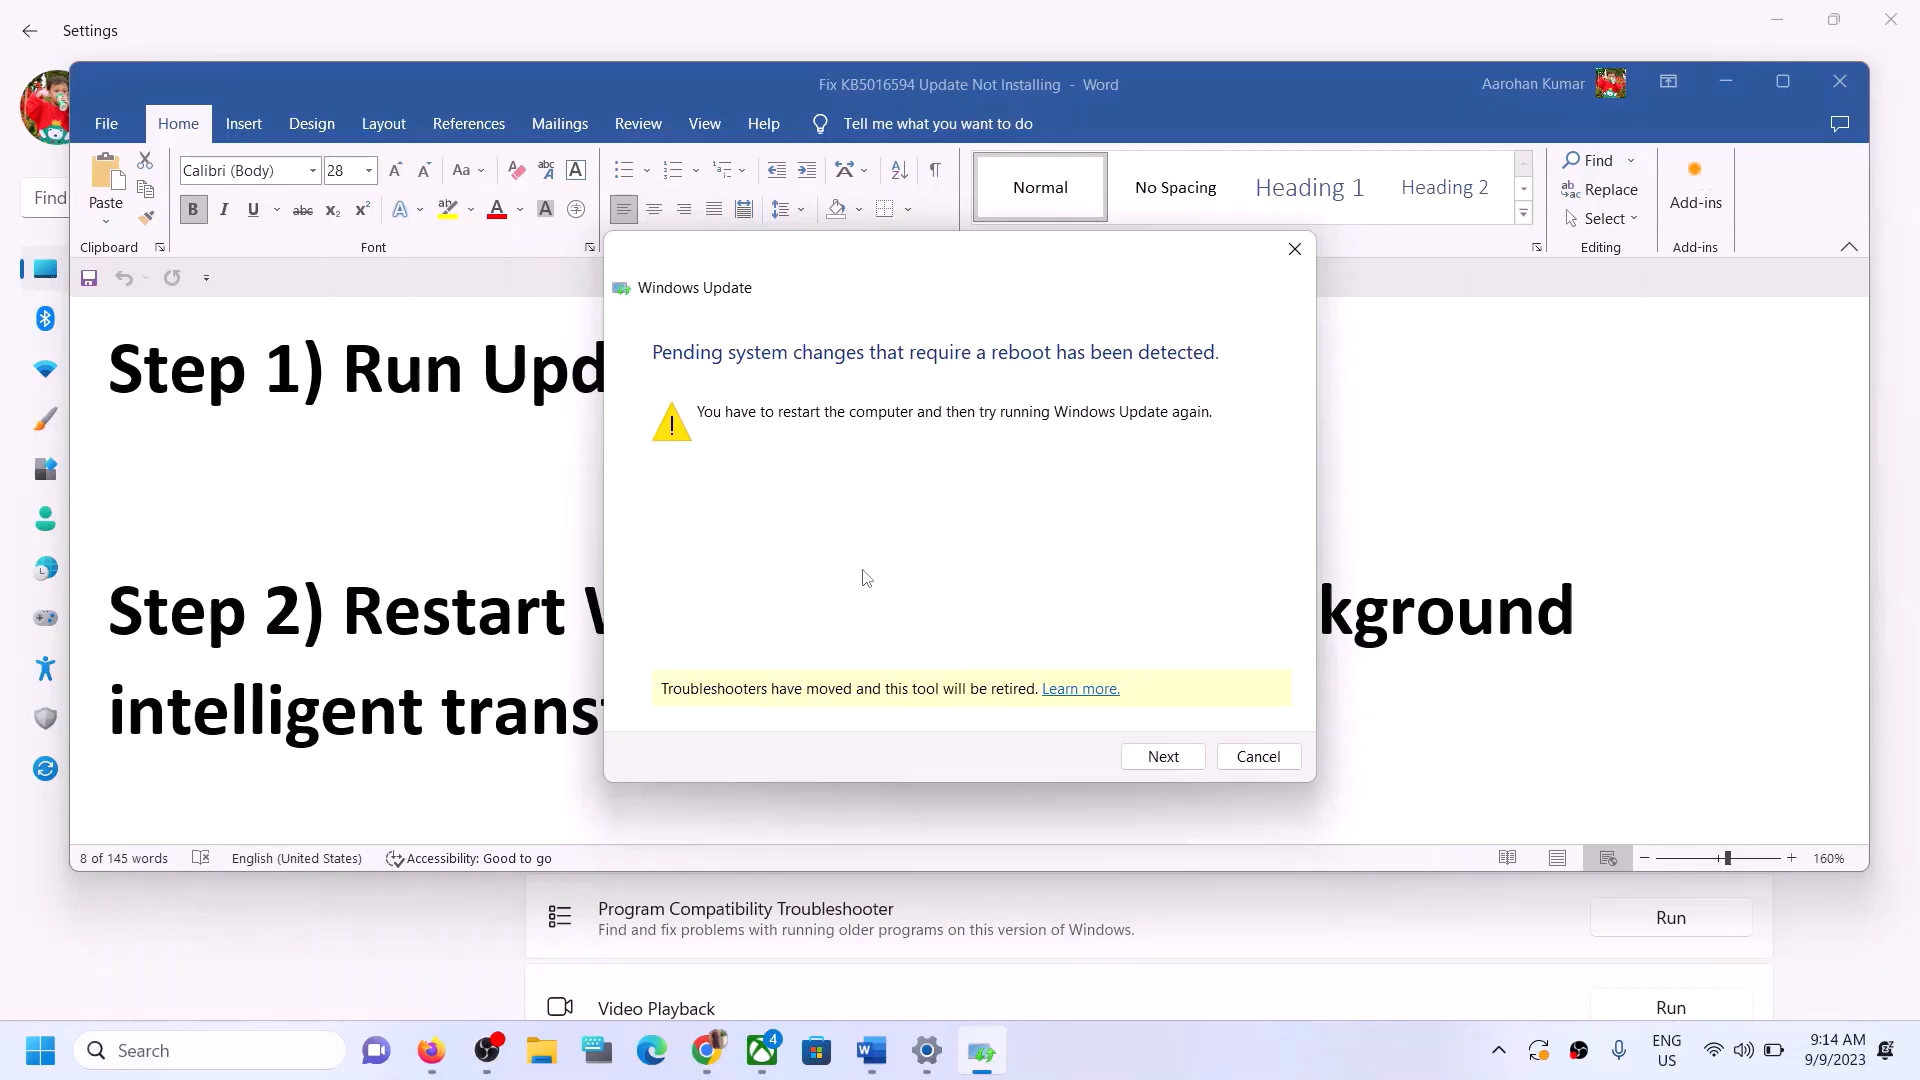 Settings
Fix KB5016594 Update Not Installing - Word
Aarohan Kumar
File Home Insert Design Layout References Mailings Review View Help Tell me what you want to do
Paste
Calibri (Body) 28 Aa abc A
B I U abc x₂ x² A ab A A
Normal No Spacing Heading 1 Heading 2
Find
Replace
Select
Add-ins
Clipboard Font Editing Add-ins
Find
Windows Update
Pending system changes that require a reboot has been detected.
You have to restart the computer and then try running Windows Update again.
Troubleshooters have moved and this tool will be retired. Learn more.
Next Cancel
Step 1) Run Upd
Step 2) Restart kground
intelligent trans
8 of 145 words English (United States) Accessibility: Good to go 160%
Program Compatibility Troubleshooter
Find and fix problems with running older programs on this version of Windows.
Run
Video Playback
Run
Search
4
ENG
US
9:14 AM
9/9/2023